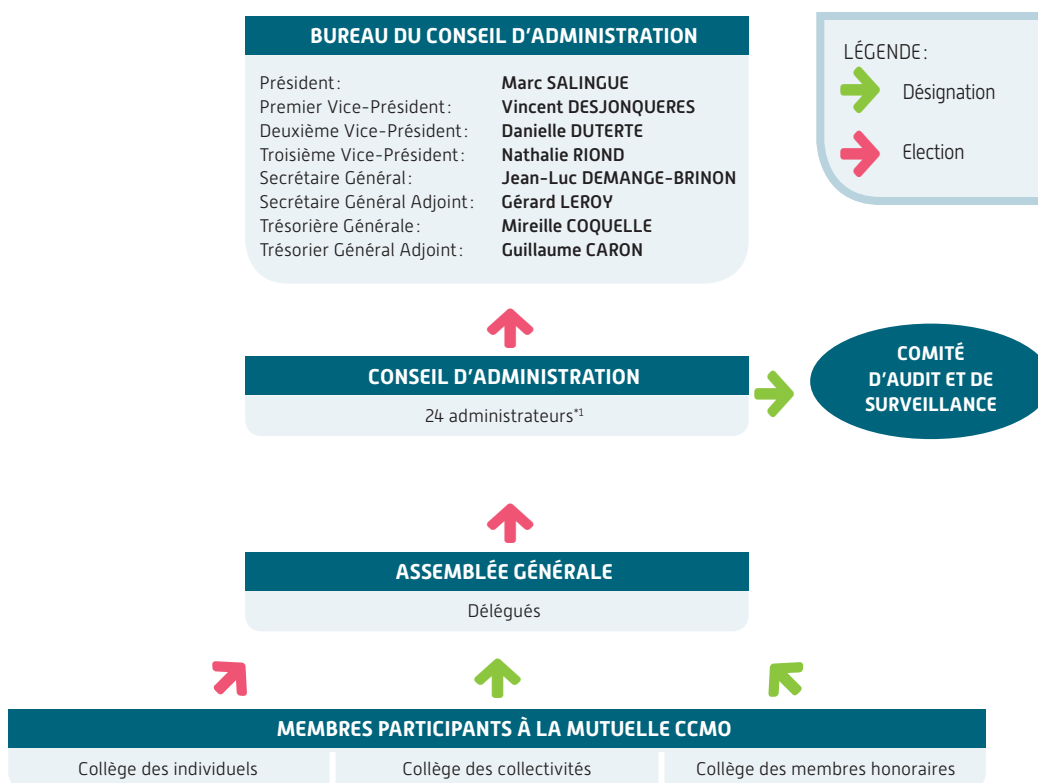 BUREAU DU CONSEIL D'ADMINISTRATION
Président: Marc SALINGUE
Premier Vice-Président: Vincent DESJONQUERES
Deuxième Vice-Président: Danielle DUTERTE
Troisième Vice-Président: Nathalie RIOND
Secrétaire Général: Jean-Luc DEMANGE-BRINON
Secrétaire Général Adjoint: Gérard LEROY
Trésorière Générale: Mireille COQUELLE
Trésorier Général Adjoint: Guillaume CARON
LÉGENDE:
Désignation
Election
CONSEIL D'ADMINISTRATION
24 administrateurs*1
COMITÉ
D'AUDIT ET DE
SURVEILLANCE
ASSEMBLÉE GÉNÉRALE
Délégués
MEMBRES PARTICIPANTS À LA MUTUELLE CCMO
Collège des individuels
Collège des collectivités
Collège des membres honoraires